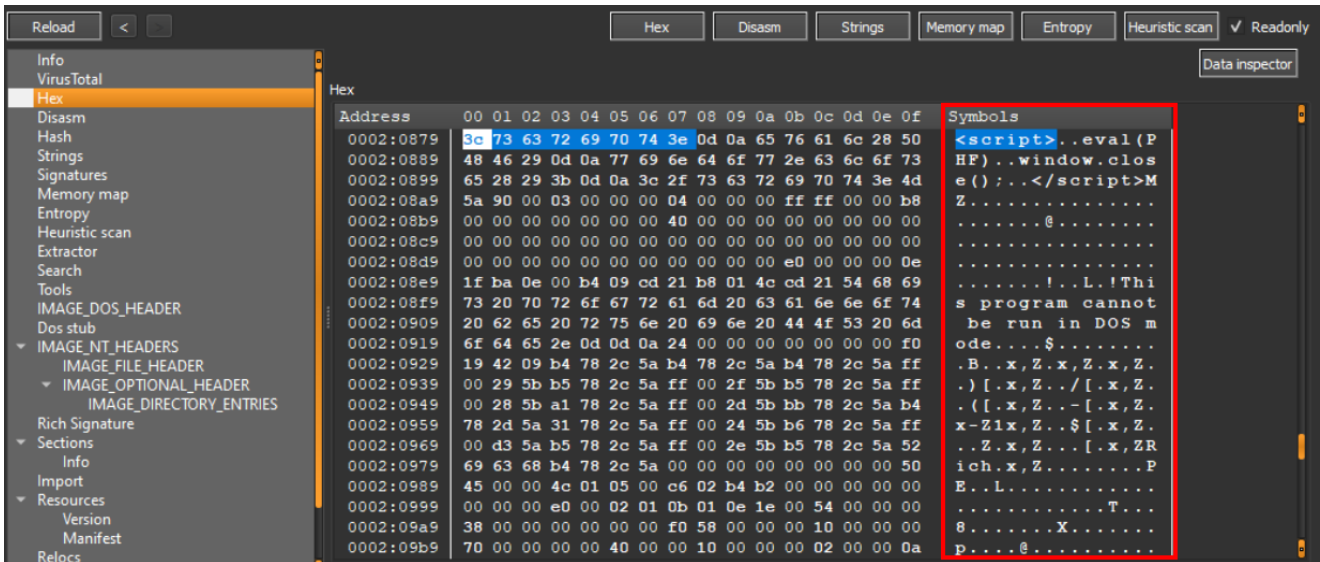 Reload < > Hex Disasm Strings Memory map Entropy Heuristic scan Readonly
Data inspector
Info
VirusTotal
Hex
Disasm
Hash
Strings
Signatures
Memory map
Entropy
Heuristic scan
Extractor
Search
Tools
IMAGE_DOS_HEADER
Dos stub
IMAGE_NT_HEADERS
IMAGE_FILE_HEADER
IMAGE_OPTIONAL_HEADER
IMAGE_DIRECTORY_ENTRIES
Rich Signature
Sections
Info
Import
Resources
Version
Manifest
Relocs
Hex
Address 00 01 02 03 04 05 06 07 08 09 0a 0b 0c 0d 0e 0f Symbols
0002:0879 3c 73 63 72 69 70 74 3e 0d 0a 65 76 61 6c 28 50 <script>..eval(P
0002:0889 48 46 29 0d 0a 77 69 6e 64 6f 77 2e 63 6c 6f 73 HF)..window.clos
0002:0899 65 28 29 3b 0d 0a 3c 2f 73 63 72 69 70 74 3e 4d e();..</script>M
0002:08a9 5a 90 00 03 00 00 00 04 00 00 00 ff ff 00 00 b8 Z...............
0002:08b9 00 00 00 00 00 00 00 40 00 00 00 00 00 00 00 00 .......@........
0002:08c9 00 00 00 00 00 00 00 00 00 00 00 00 00 00 00 00 ................
0002:08d9 00 00 00 00 00 00 00 00 00 00 00 e0 00 00 00 0e ................
0002:08e9 1f ba 0e 00 b4 09 cd 21 b8 01 4c cd 21 54 68 69 .......!..L.!Thi
0002:08f9 73 20 70 72 6f 67 72 61 6d 20 63 61 6e 6e 6f 74 s program cannot
0002:0909 20 62 65 20 72 75 6e 20 69 6e 20 44 4f 53 20 6d be run in DOS m
0002:0919 6f 64 65 2e 0d 0d 0a 24 00 00 00 00 00 00 00 f0 ode....$........
0002:0929 19 42 09 b4 78 2c 5a b4 78 2c 5a b4 78 2c 5a ff .B..x,Z.x,Z.x,Z.
0002:0939 00 29 5b b5 78 2c 5a ff 00 2f 5b b5 78 2c 5a ff .)[.x,Z../[.x,Z.
0002:0949 00 28 5b a1 78 2c 5a ff 00 2d 5b bb 78 2c 5a b4 .([.x,Z..-[.x,Z.
0002:0959 78 2d 5a 31 78 2c 5a ff 00 24 5b b6 78 2c 5a ff x-Z1x,Z..$[.x,Z.
0002:0969 00 d3 5a b5 78 2c 5a ff 00 2e 5b b5 78 2c 5a 52 ..Z.x,Z...[.x,ZR
0002:0979 69 63 68 b4 78 2c 5a 00 00 00 00 00 00 00 00 50 ich.x,Z........P
0002:0989 45 00 00 4c 01 05 00 c6 02 b4 b2 00 00 00 00 00 E..L............
0002:0999 00 00 00 e0 00 02 01 0b 01 0e 1e 00 54 00 00 00 ............T...
0002:09a9 38 00 00 00 00 00 00 f0 58 00 00 00 10 00 00 00 8.......X.......
0002:09b9 70 00 00 00 00 40 00 00 10 00 00 00 02 00 00 0a p....@..........